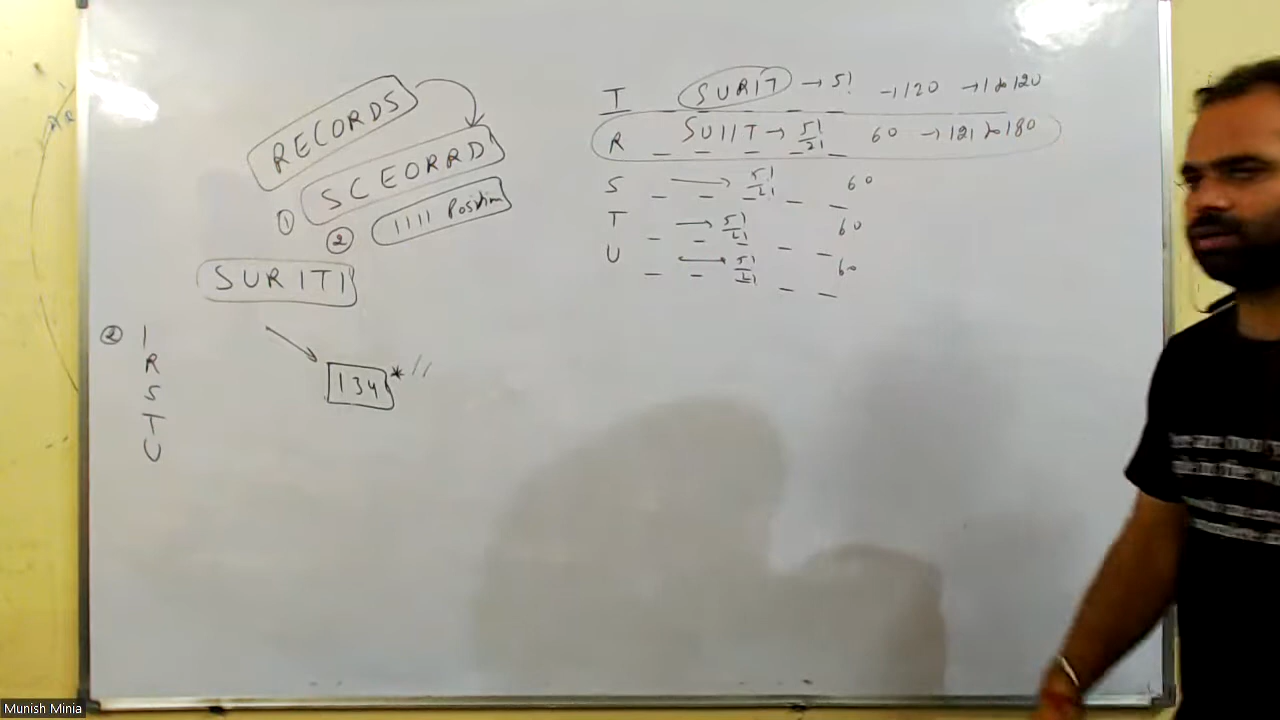 RECORDS
SCEORRD
① ② 1111 Position
SURITI
② I
R
S
T
U
134 * //
I SURIT → 5! → 120 → 1 to 120
R SUIIT → 5!/2! 60 → 121 to 180
S → 5!/2! 60
T → 5!/2! 60
U → 5!/2! 60
Munish Minia